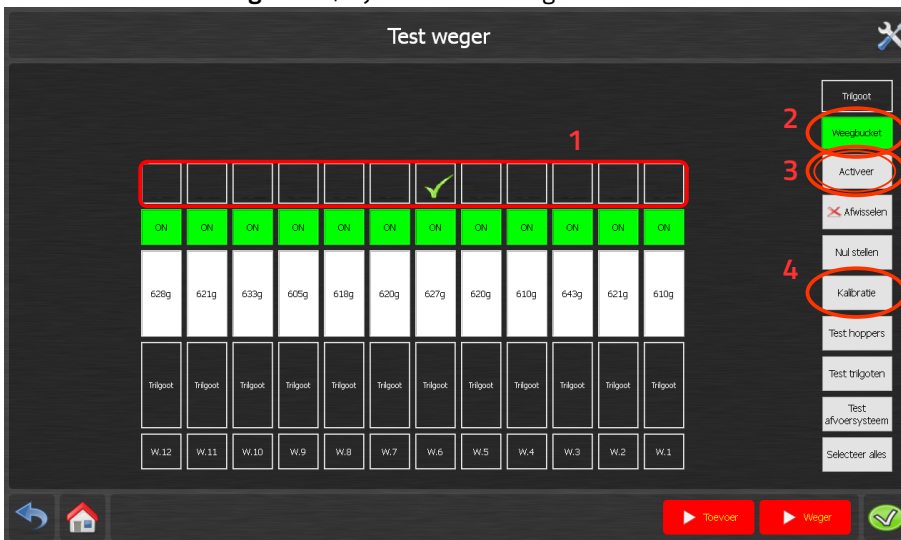 Test weger
1
2
3
4
Trilgoot
Weegbucket
Activeer
Afwisselen
Nul stellen
Kalibratie
Test hoppers
Test trilgoten
Test
afvoersysteem
Selecteer alles
ON ON ON ON ON ON ON ON ON ON ON ON
628g 621g 633g 605g 618g 620g 627g 620g 610g 643g 621g 610g
Trilgoot Trilgoot Trilgoot Trilgoot Trilgoot Trilgoot Trilgoot Trilgoot Trilgoot Trilgoot Trilgoot Trilgoot
W.12 W.11 W.10 W.9 W.8 W.7 W.6 W.5 W.4 W.3 W.2 W.1
Toevoer
Weger